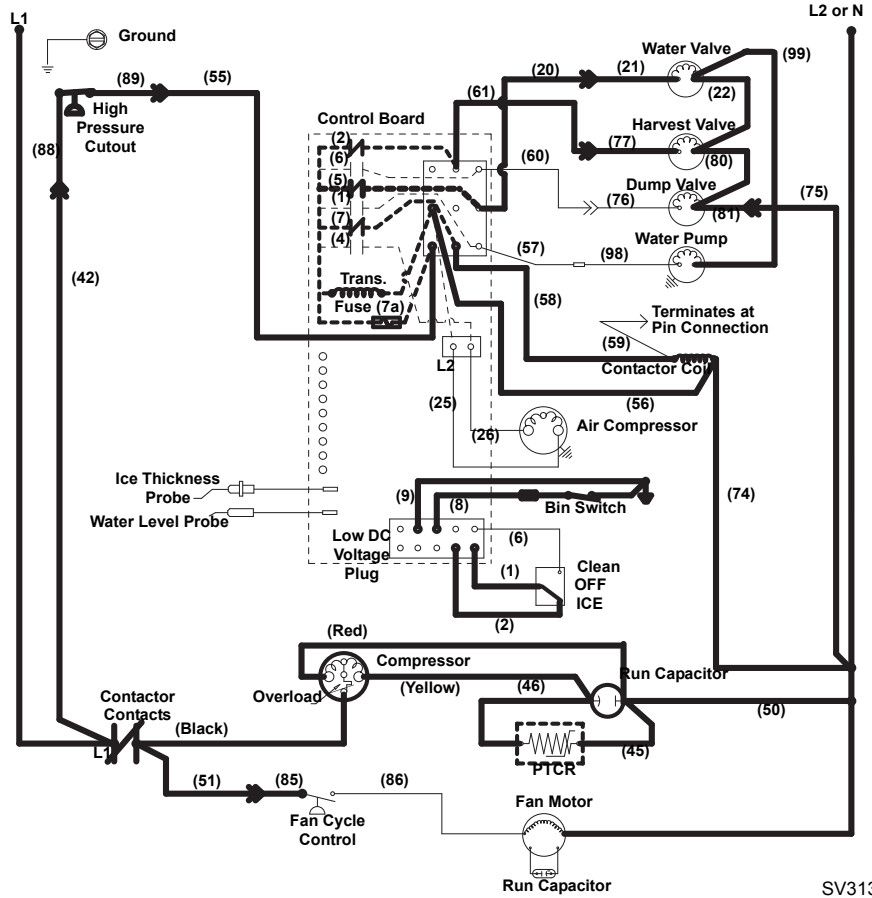 L1
L2 or N
Ground
Water Valve
(99)
(89)
(55)
(20)
(21)
(61)
(22)
High
Pressure
Cutout
Control Board
Harvest Valve
(88)
(2)
(6)
(77)
(80)
(60)
(5)
(1)
Dump Valve
(76)
(81)
(75)
(7)
(4)
Water Pump
(57)
(98)
(42)
Trans.
Fuse (7a)
(58)
Terminates at
Pin Connection
(59)
L2
Contactor Coil
(25)
(56)
(26)
Air Compressor
Ice Thickness
Probe
(9)
(8)
(74)
Bin Switch
Water Level Probe
Low DC
Voltage
Plug
(6)
(1)
Clean
OFF
ICE
(2)
(Red)
Compressor
Run Capacitor
Overload
(Yellow)
(46)
Contactor
Contacts
(50)
(Black)
L1
(45)
PTCR
(51)
(85)
(86)
Fan Cycle
Control
Fan Motor
Run Capacitor
SV313